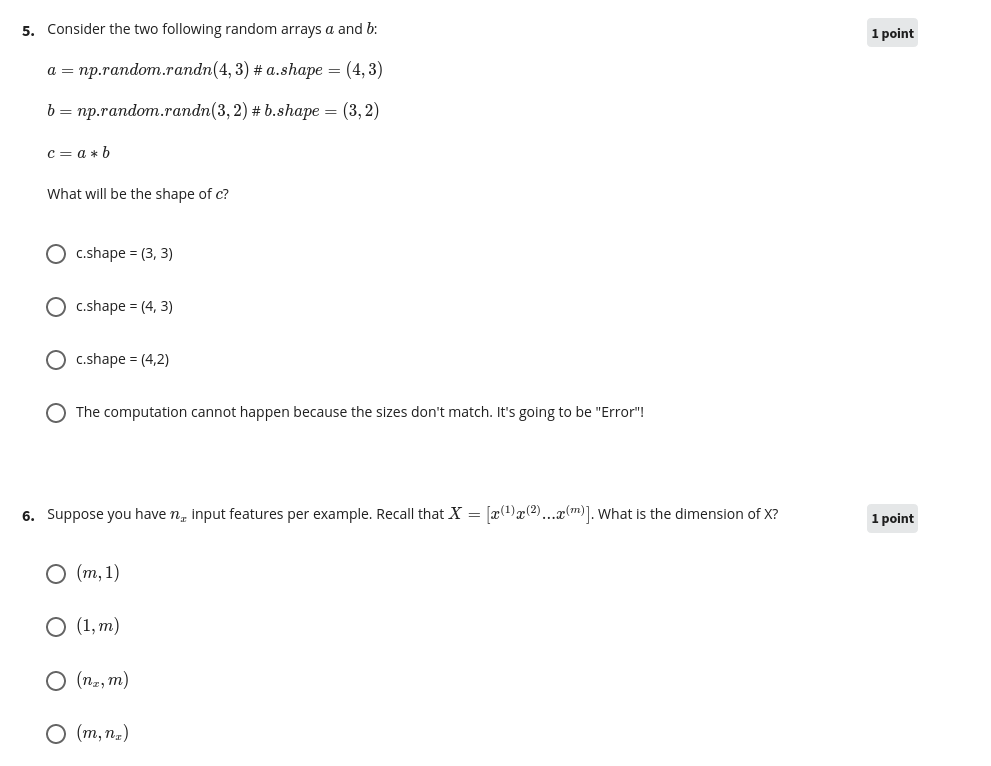 5. Consider the two following random arrays a and b: 1 point
a = np.random.randn(4, 3) # a.shape = (4, 3)
b = np.random.randn(3, 2) # b.shape = (3, 2)
c = a ∗ b
What will be the shape of c?
c.shape = (3, 3)
c.shape = (4, 3)
c.shape = (4,2)
The computation cannot happen because the sizes don't match. It's going to be "Error"!
6. Suppose you have nₓ input features per example. Recall that X = [x⁽¹⁾x⁽²⁾...x⁽ᵐ⁾]. What is the dimension of X? 1 point
(m, 1)
(1, m)
(nₓ, m)
(m, nₓ)